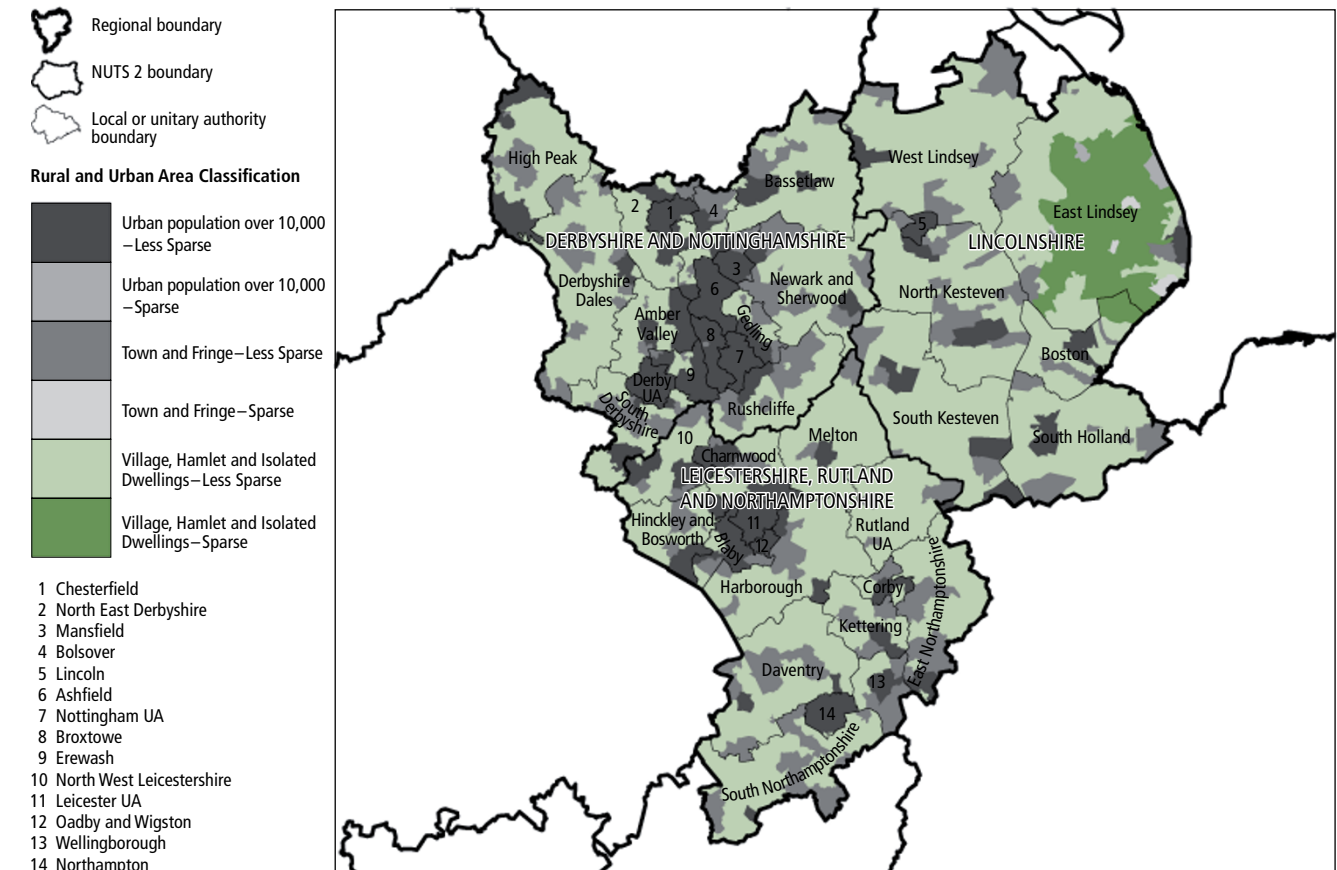 Regional boundary
NUTS 2 boundary
Local or unitary authority
boundary
Rural and Urban Area Classification
Urban population over 10,000
–Less Sparse
Urban population over 10,000
–Sparse
Town and Fringe–Less Sparse
Town and Fringe–Sparse
Village, Hamlet and Isolated
Dwellings–Less Sparse
Village, Hamlet and Isolated
Dwellings–Sparse
1 Chesterfield
2 North East Derbyshire
3 Mansfield
4 Bolsover
5 Lincoln
6 Ashfield
7 Nottingham UA
8 Broxtowe
9 Erewash
10 North West Leicestershire
11 Leicester UA
12 Oadby and Wigston
13 Wellingborough
14 Northampton
High Peak
West Lindsey
Bassetlaw
2
1
4
East Lindsey
5
DERBYSHIRE AND NOTTINGHAMSHIRE
LINCOLNSHIRE
3
Derbyshire
Dales
6
Newark and
Sherwood
North Kesteven
Amber
Valley
Gedling
8
7
Boston
9
Derby
UA
South
Derbyshire
Rushcliffe
South Kesteven
10
Melton
South Holland
Charnwood
LEICESTERSHIRE, RUTLAND
AND NORTHAMPTONSHIRE
Hinckley and
Bosworth
11
Blaby
12
Rutland
UA
Harborough
Corby
East Northamptonshire
Kettering
Daventry
13
14
South Northamptonshire